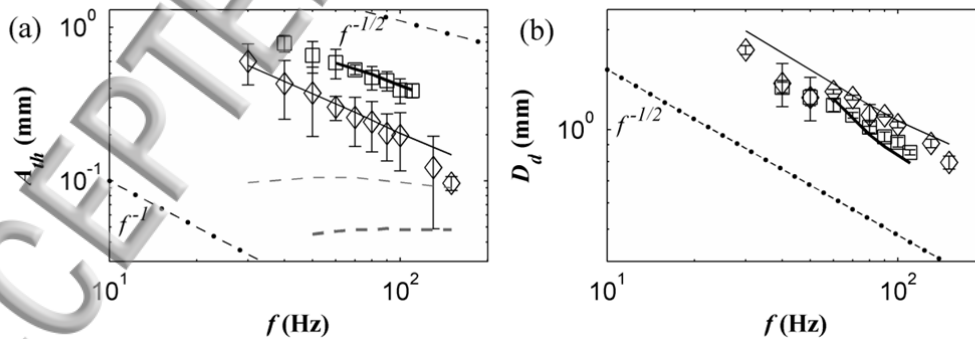 (a)
10^0
10^-1
A_th (mm)
f^-1/2
f^-1
10^1
10^2
f (Hz)
(b)
10^0
D_d (mm)
f^-1/2
10^1
10^2
f (Hz)
CCEPTE